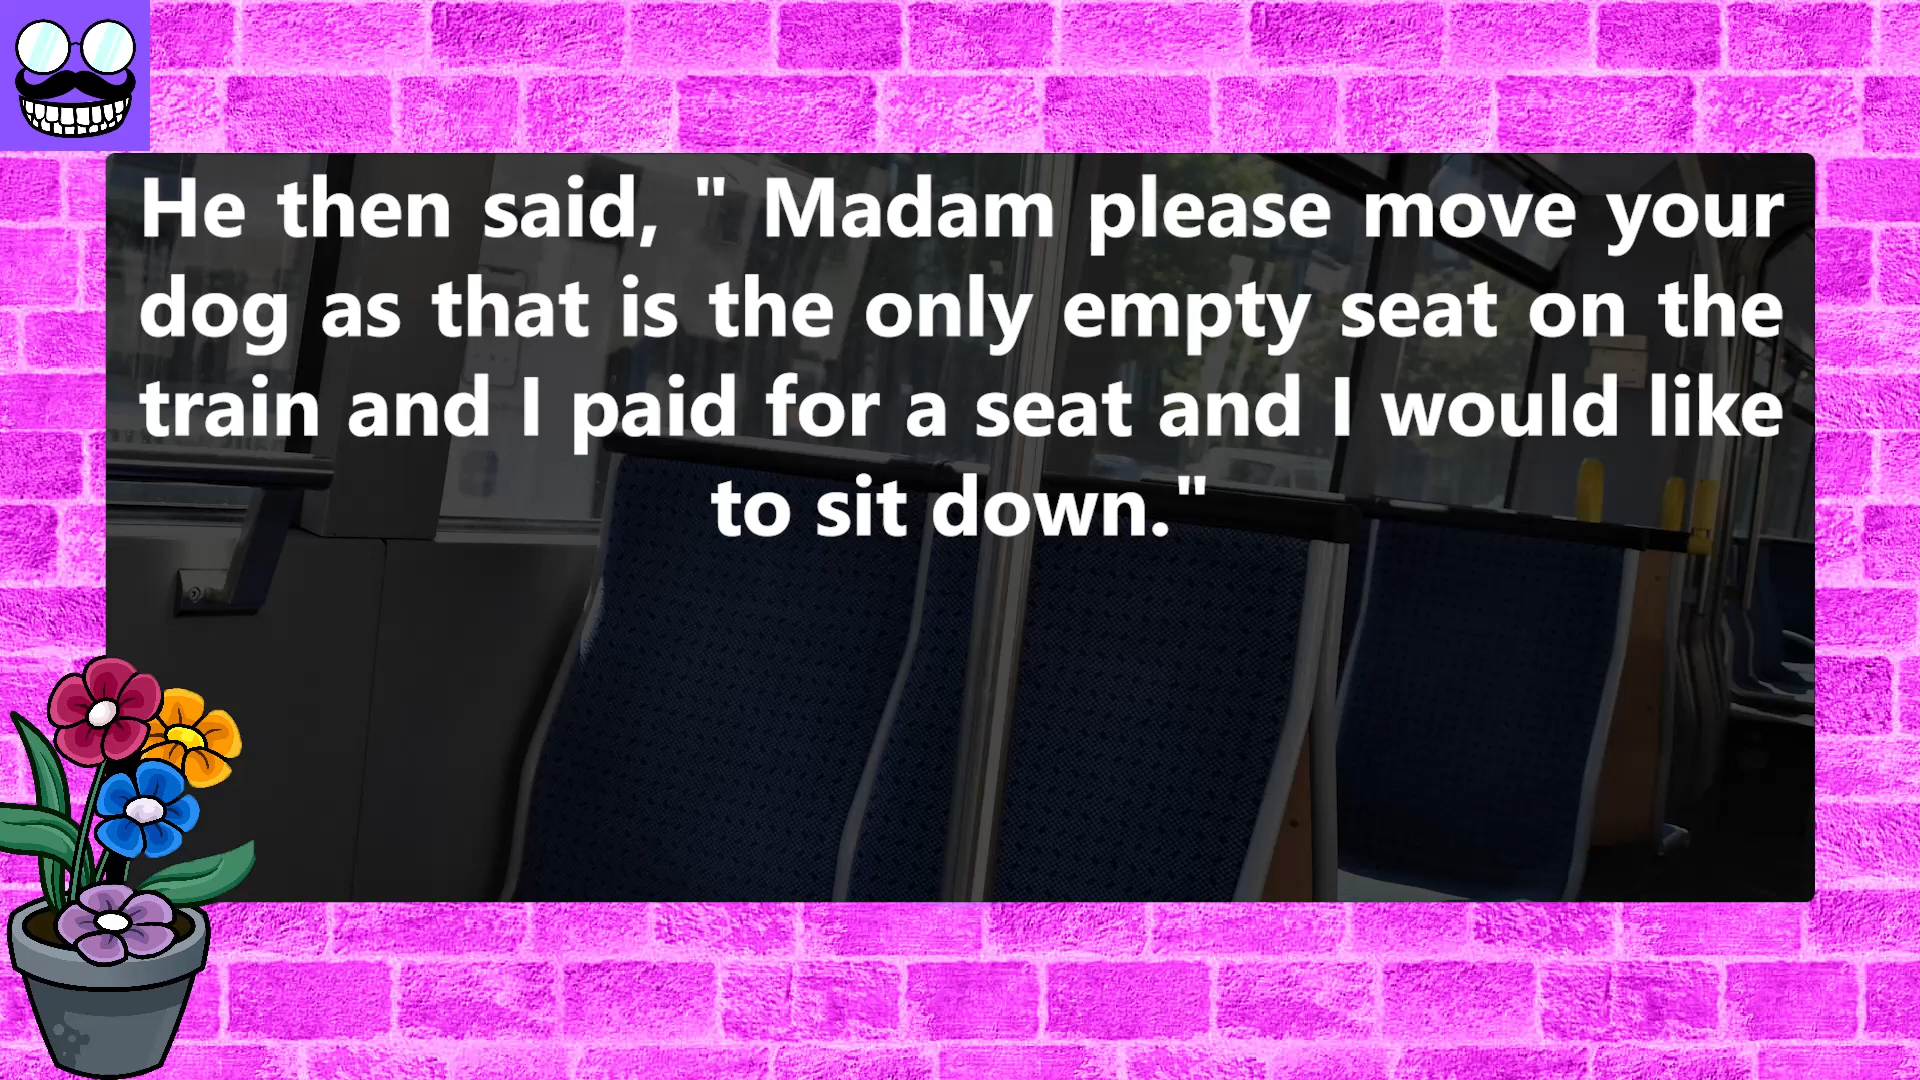 He then said, " Madam please move your
dog as that is the only empty seat on the
train and I paid for a seat and I would like
to sit down."